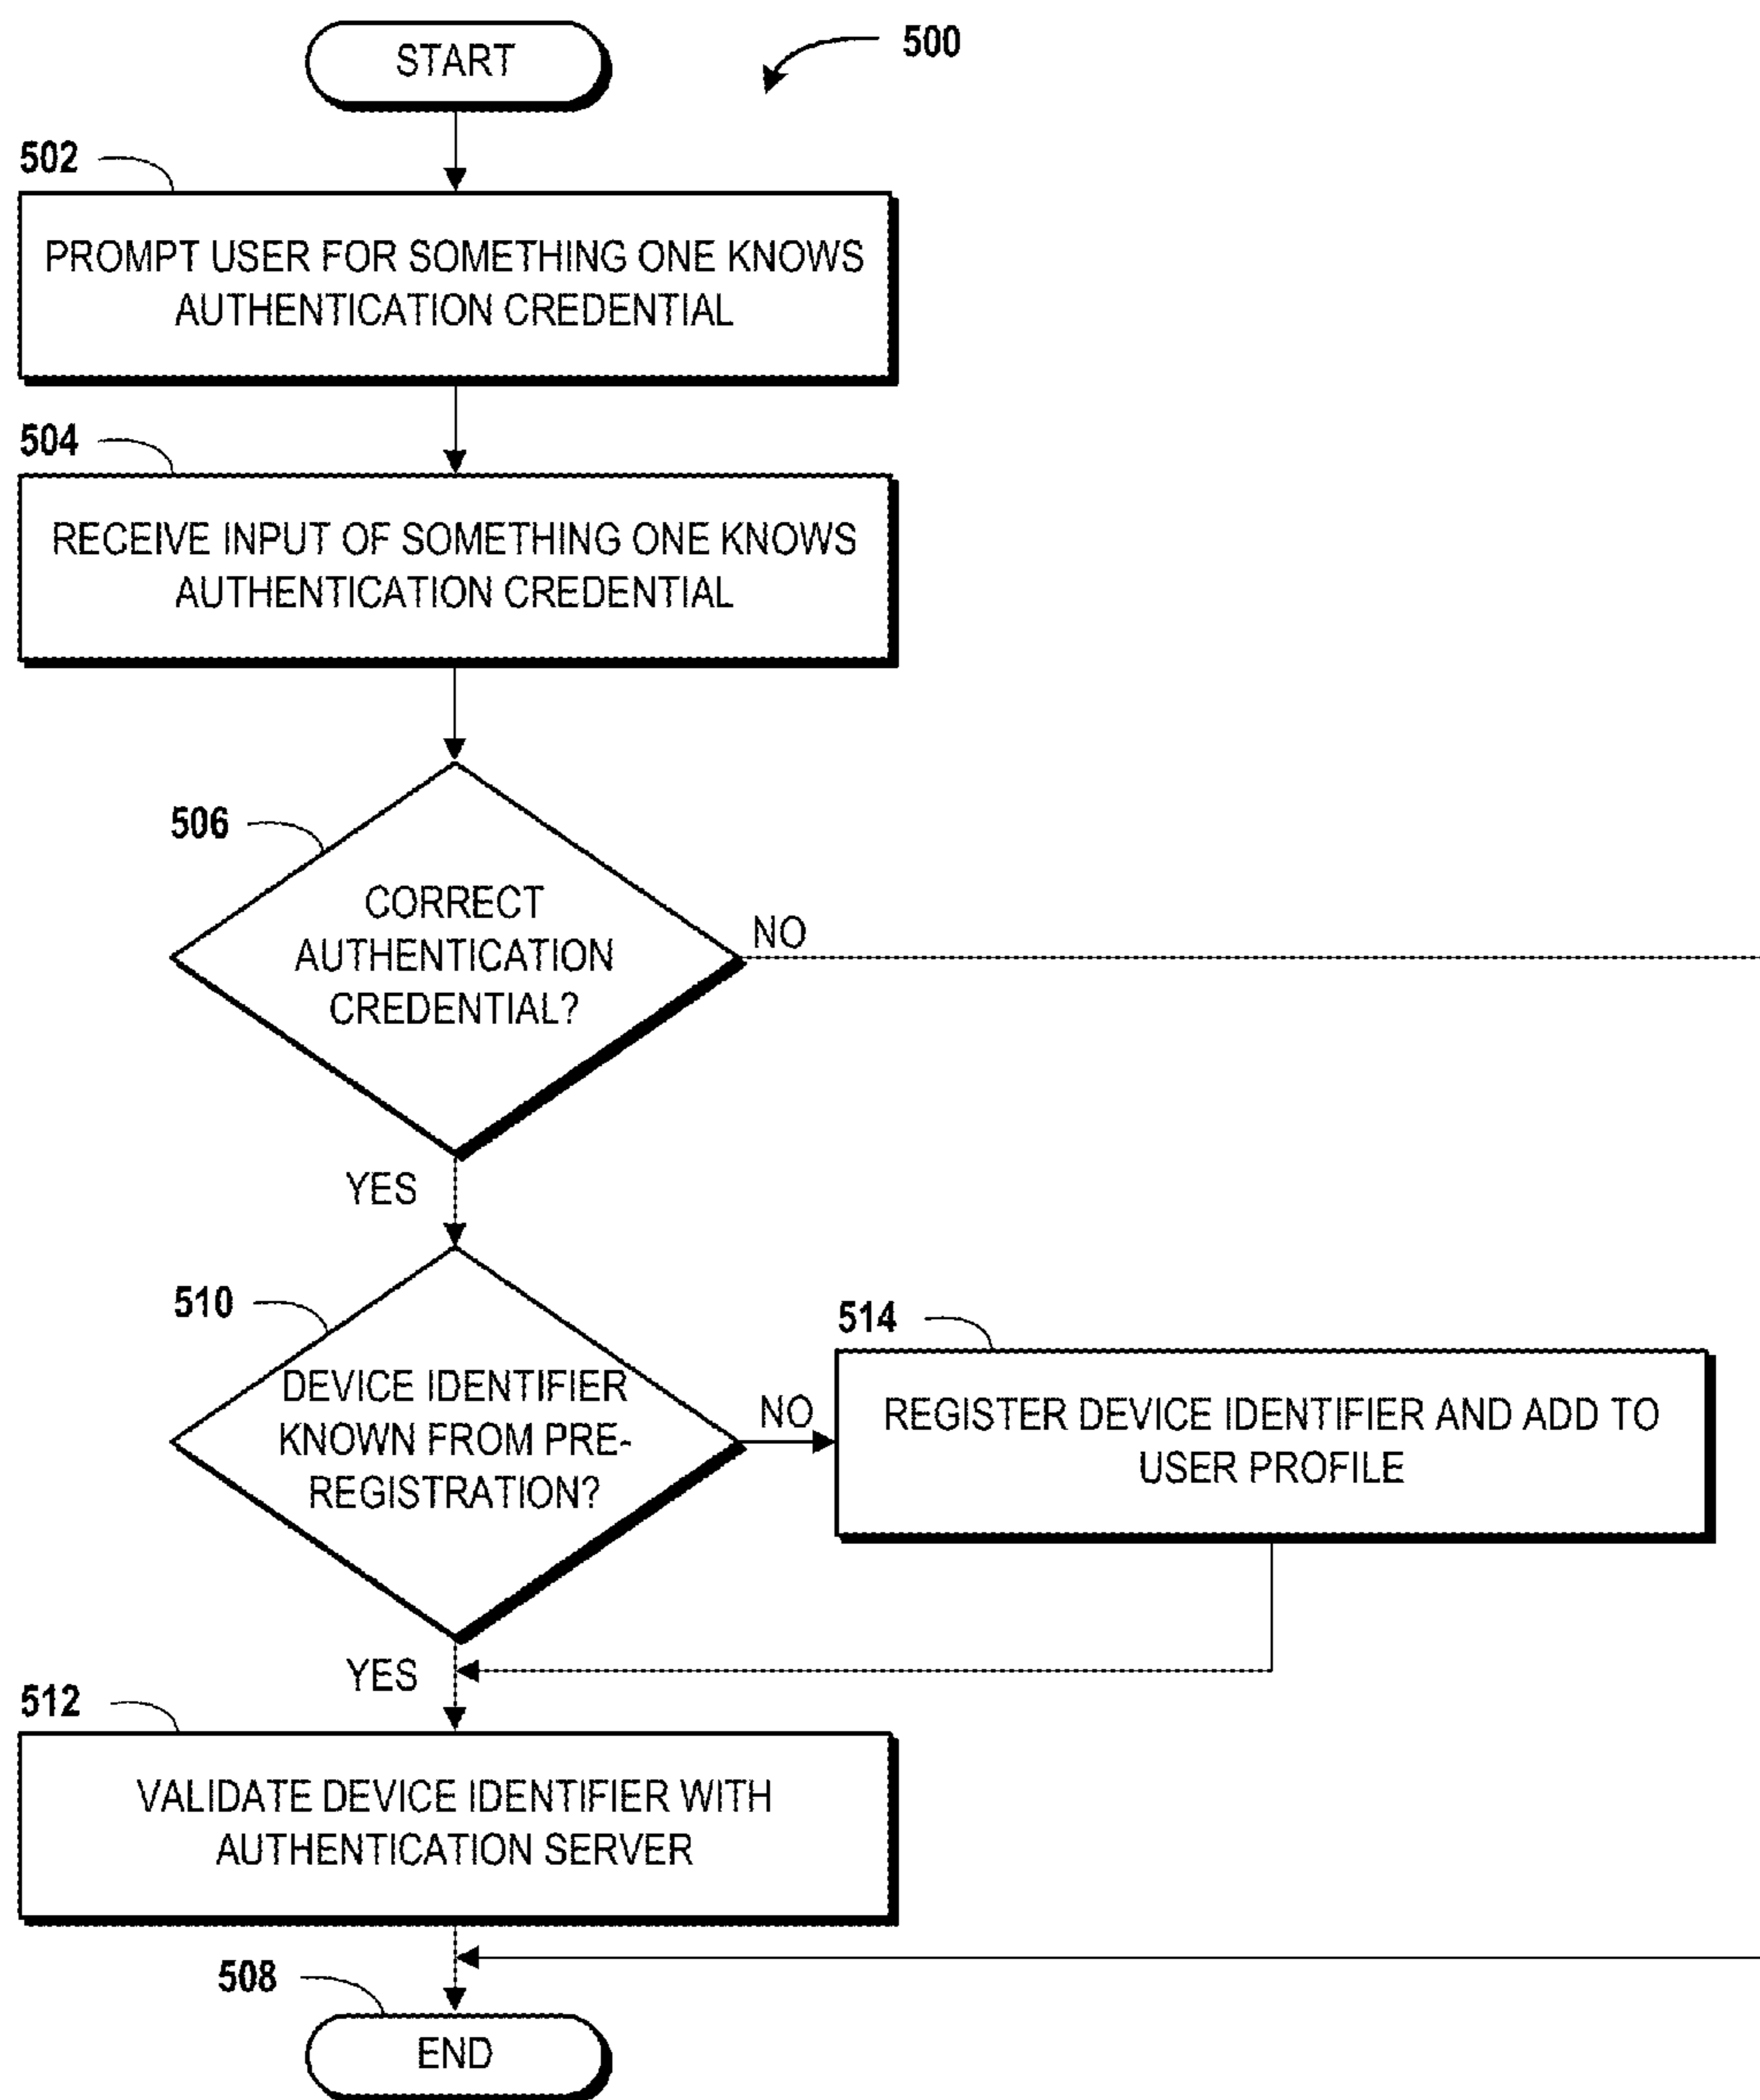 START
500
502
PROMPT USER FOR SOMETHING ONE KNOWS
AUTHENTICATION CREDENTIAL
504
RECEIVE INPUT OF SOMETHING ONE KNOWS
AUTHENTICATION CREDENTIAL
506
CORRECT
AUTHENTICATION
CREDENTIAL?
NO
YES
510
DEVICE IDENTIFIER
KNOWN FROM PRE-
REGISTRATION?
NO
514
REGISTER DEVICE IDENTIFIER AND ADD TO
USER PROFILE
YES
512
VALIDATE DEVICE IDENTIFIER WITH
AUTHENTICATION SERVER
508
END